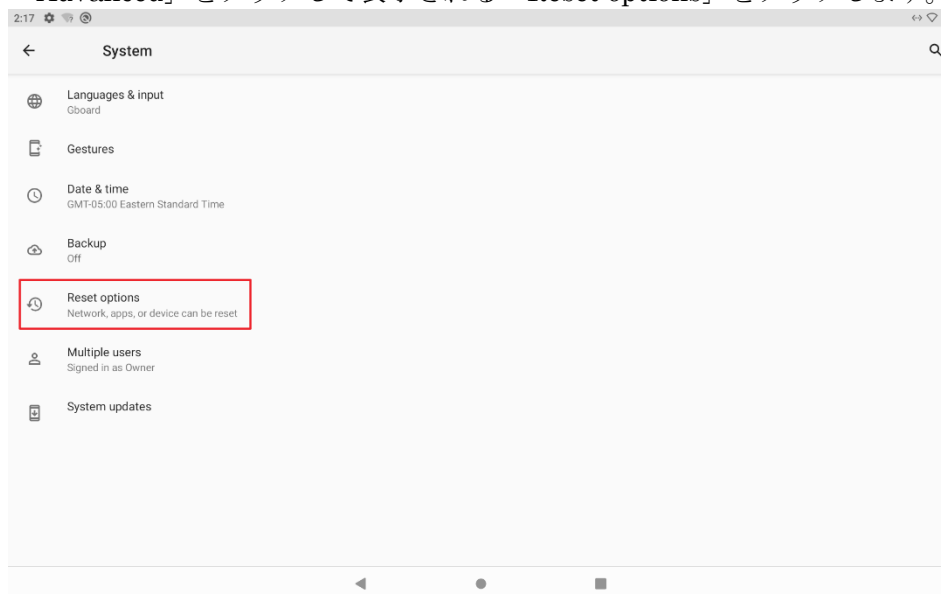 「Advanced」をタップして表示される「Reset options」をタップします。
2:17
System
Languages & input
Gboard
Gestures
Date & time
GMT-05:00 Eastern Standard Time
Backup
Off
Reset options
Network, apps, or device can be reset
Multiple users
Signed in as Owner
System updates